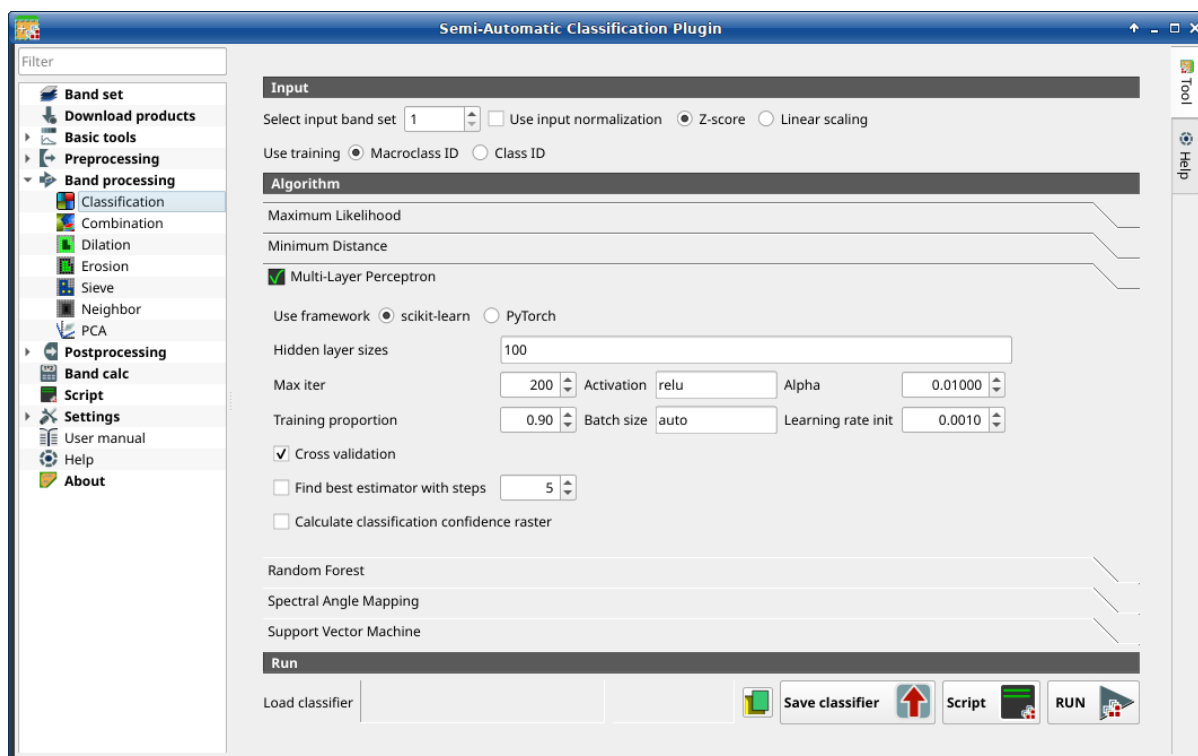 Semi-Automatic Classification Plugin
Filter
Band set
Download products
Basic tools
Preprocessing
Band processing
Classification
Combination
Dilation
Erosion
Sieve
Neighbor
PCA
Postprocessing
Band calc
Script
Settings
User manual
Help
About
Input
Select input band set 1 Use input normalization Z-score Linear scaling
Use training Macroclass ID Class ID
Algorithm
Maximum Likelihood
Minimum Distance
Multi-Layer Perceptron
Use framework scikit-learn PyTorch
Hidden layer sizes 100
Max iter 200 Activation relu Alpha 0.01000
Training proportion 0.90 Batch size auto Learning rate init 0.0010
Cross validation
Find best estimator with steps 5
Calculate classification confidence raster
Random Forest
Spectral Angle Mapping
Support Vector Machine
Run
Load classifier Save classifier Script RUN
Tool
Help